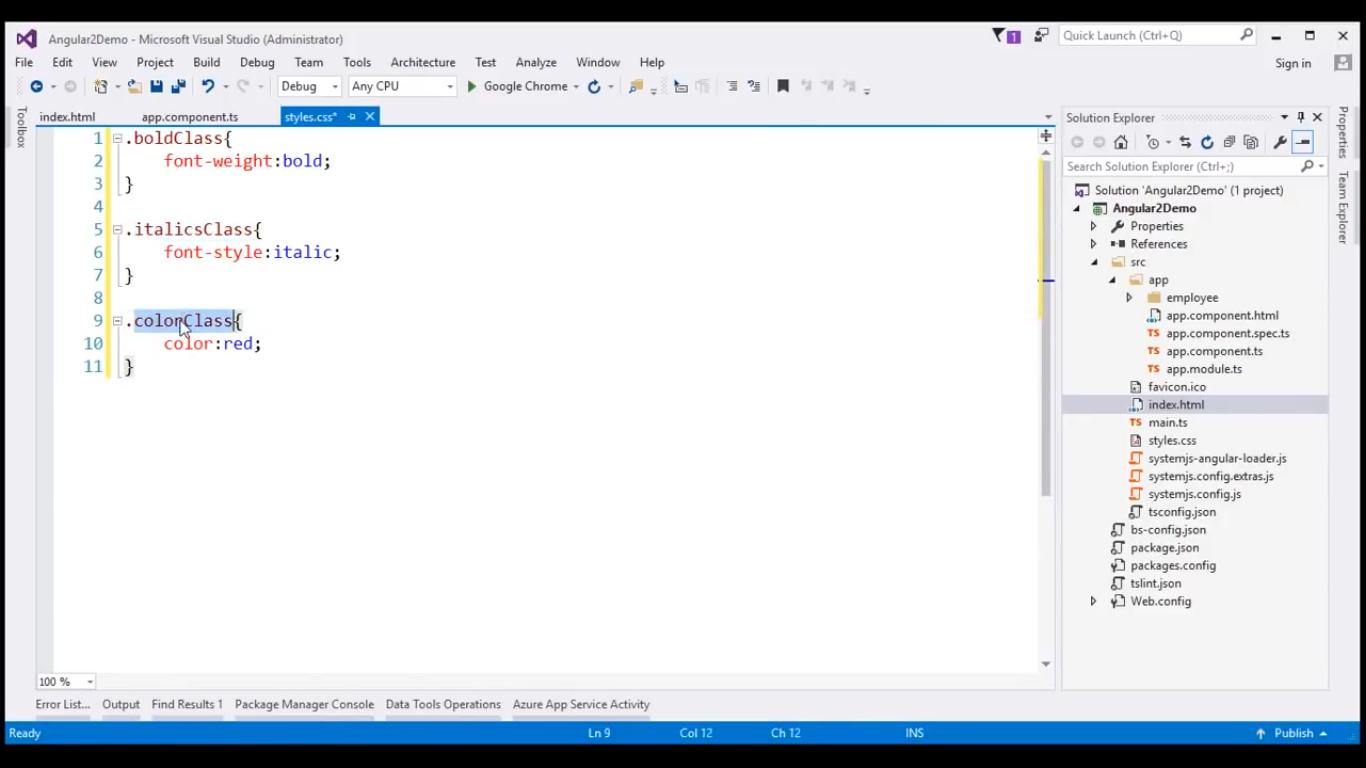 Angular2Demo - Microsoft Visual Studio (Administrator)
1
Quick Launch (Ctrl+Q)
File Edit View Project Build Debug Team Tools Architecture Test Analyze Window Help
Sign in
Debug Any CPU Google Chrome
Toolbox
index.html app.component.ts styles.css*
1 .boldClass{
2 font-weight:bold;
3 }
4
5 .italicsClass{
6 font-style:italic;
7 }
8
9 .colorClass{
10 color:red;
11 }
100 %
Solution Explorer
Search Solution Explorer (Ctrl+;)
Solution 'Angular2Demo' (1 project)
Angular2Demo
Properties
References
src
app
employee
app.component.html
TS app.component.spec.ts
TS app.component.ts
TS app.module.ts
favicon.ico
index.html
TS main.ts
styles.css
systemjs-angular-loader.js
systemjs.config.extras.js
systemjs.config.js
tsconfig.json
bs-config.json
package.json
packages.config
tslint.json
Web.config
Properties
Team Explorer
Error List... Output Find Results 1 Package Manager Console Data Tools Operations Azure App Service Activity
Ready Ln 9 Col 12 Ch 12 INS Publish